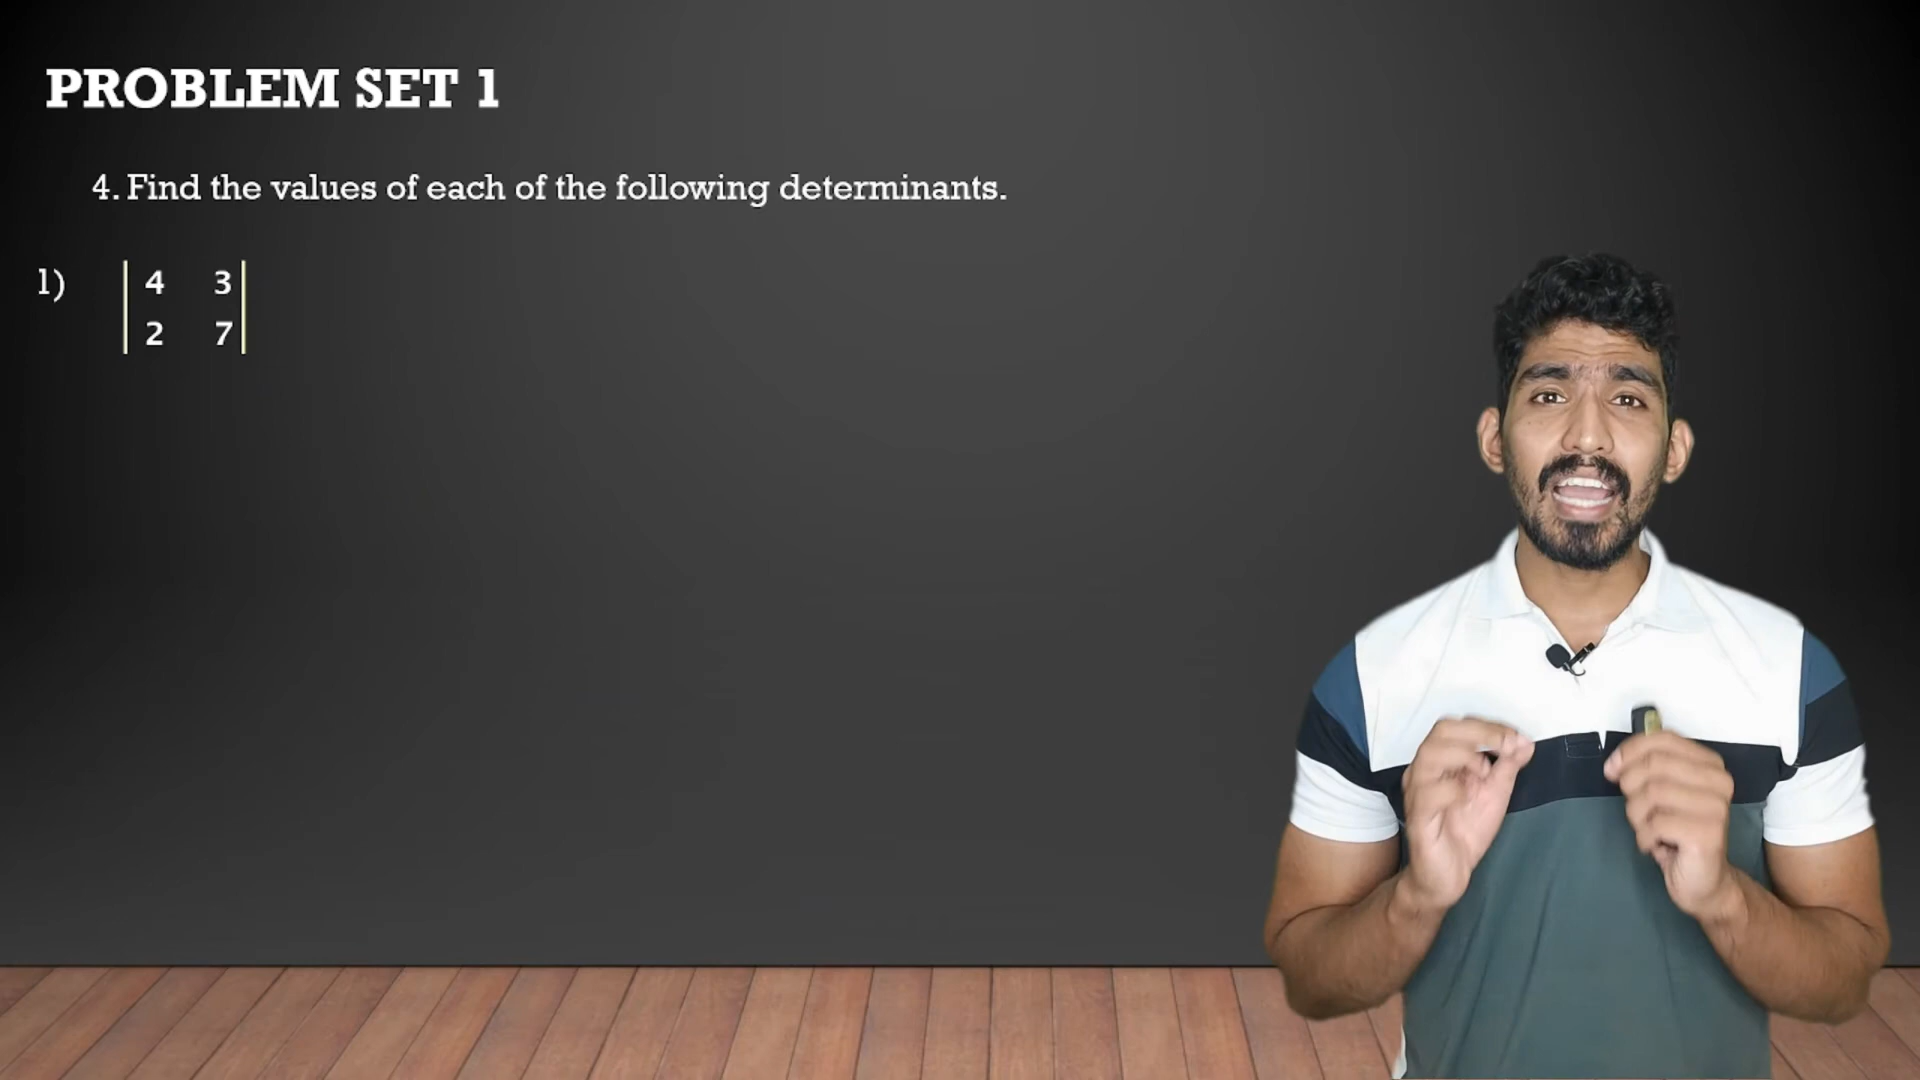 PROBLEM SET 1
4. Find the values of each of the following determinants.
1) | 4 3 |
| 2 7 |